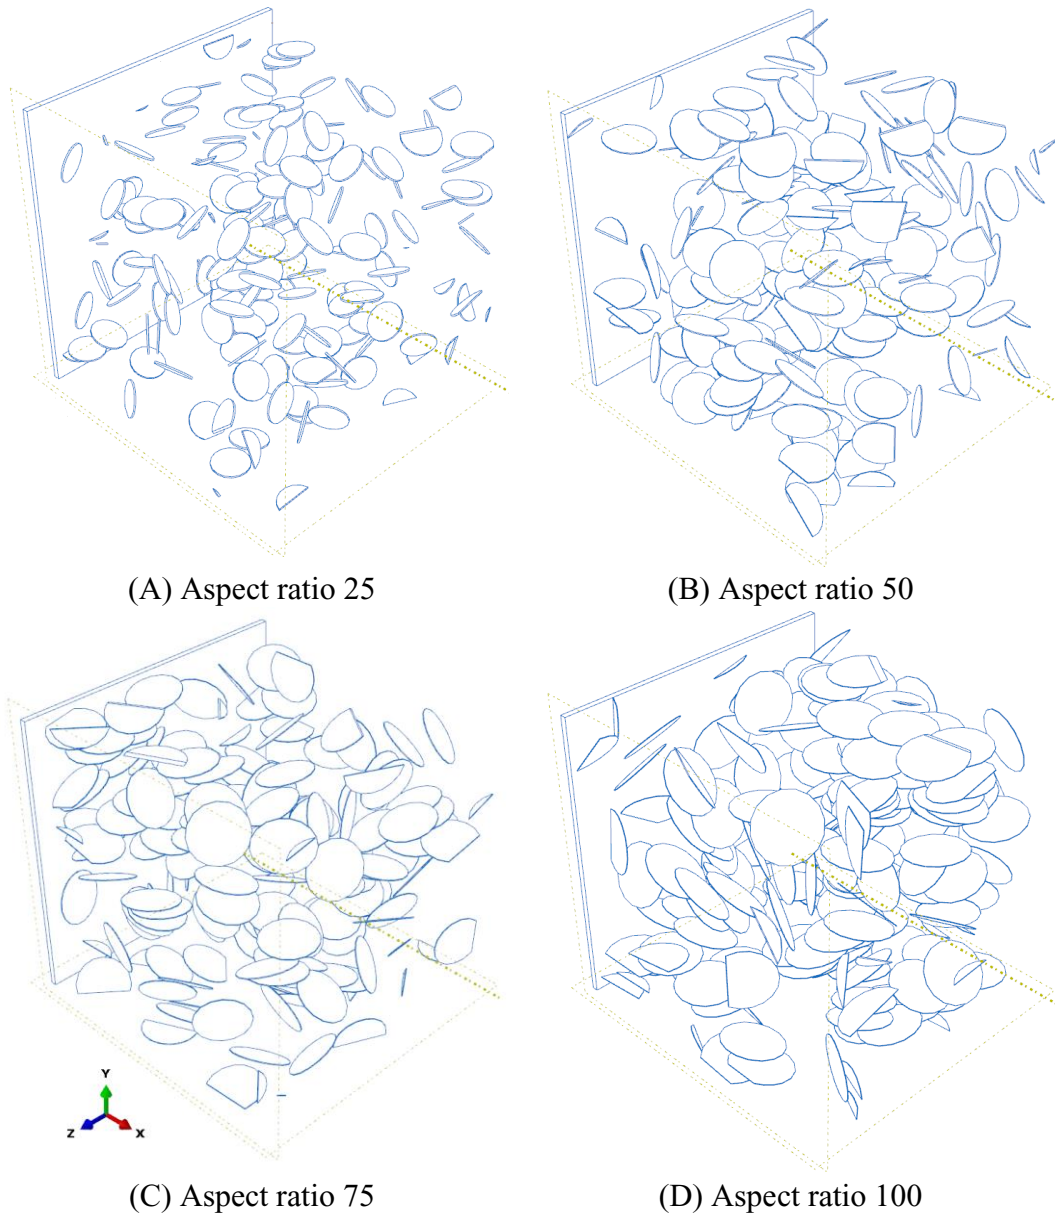 (A) Aspect ratio 25
(B) Aspect ratio 50
Y
Z
X
(C) Aspect ratio 75
(D) Aspect ratio 100